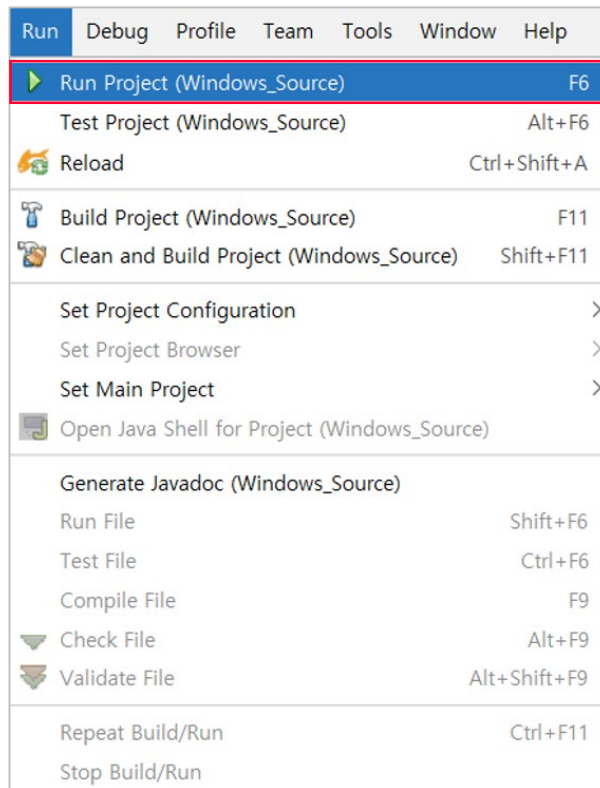 Run Debug Profile Team Tools Window Help
Run Project (Windows_Source) F6
Test Project (Windows_Source) Alt+F6
Reload Ctrl+Shift+A
Build Project (Windows_Source) F11
Clean and Build Project (Windows_Source) Shift+F11
Set Project Configuration
Set Project Browser
Set Main Project
Open Java Shell for Project (Windows_Source)
Generate Javadoc (Windows_Source)
Run File Shift+F6
Test File Ctrl+F6
Compile File F9
Check File Alt+F9
Validate File Alt+Shift+F9
Repeat Build/Run Ctrl+F11
Stop Build/Run